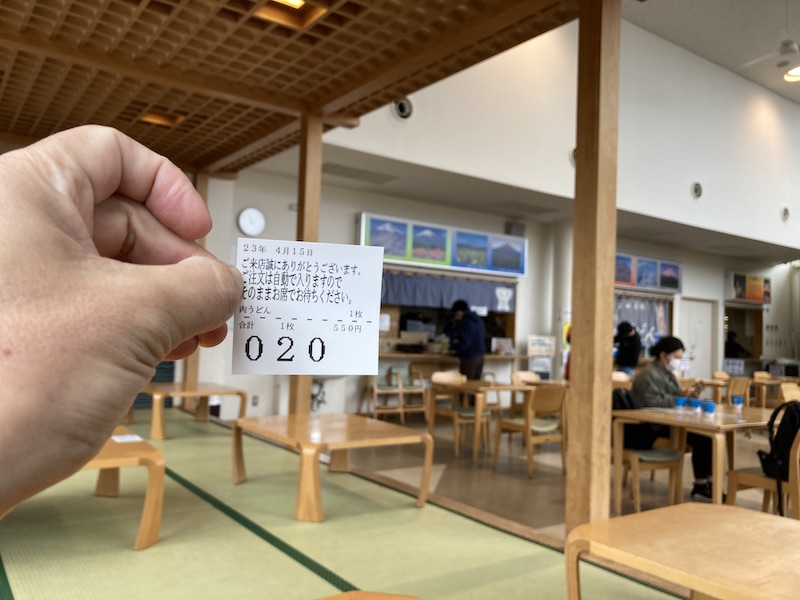 23年 4月15日
ご来店誠にありがとうございます。
ご注文は自動で入りますので
そのままお席でお待ちください。
肉うどん 1枚
合計 1枚 550円
020